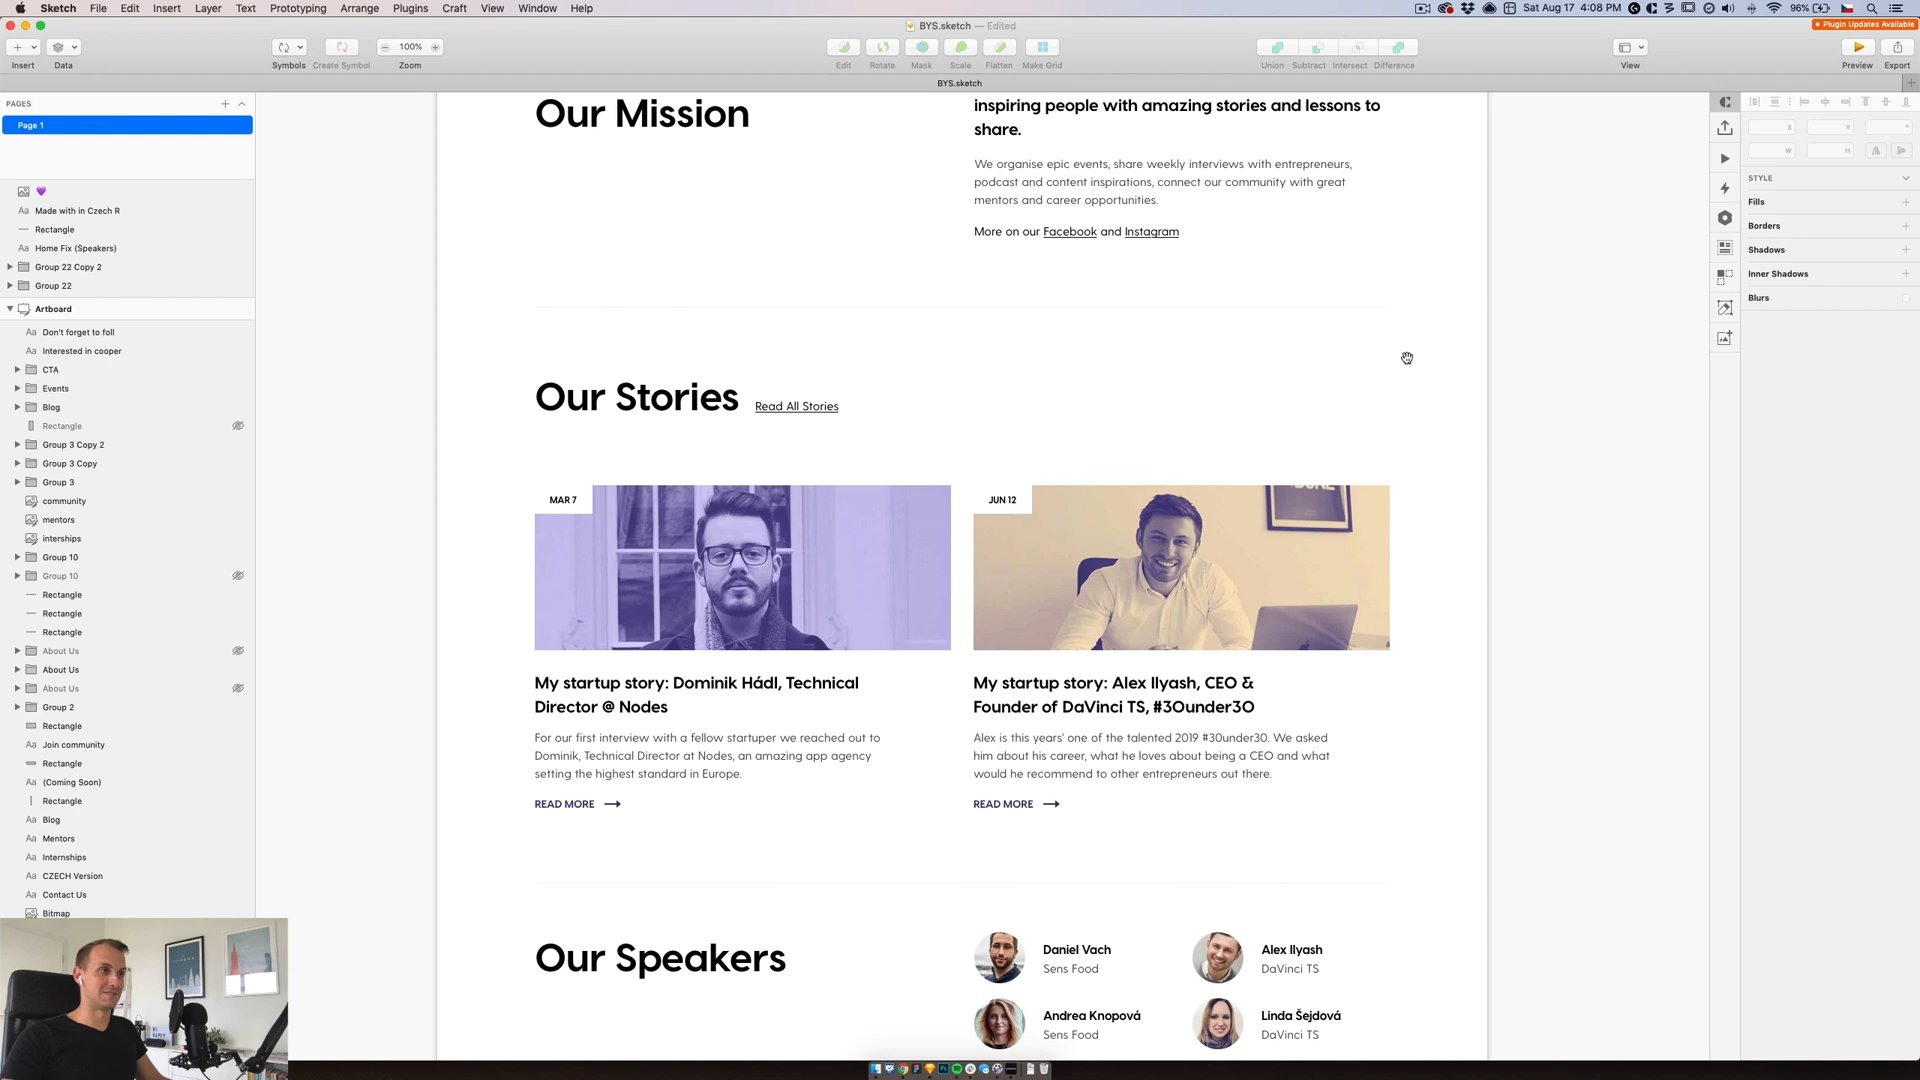 Sketch File Edit Insert Layer Text Prototyping Arrange Plugins Craft View Window Help
Sat Aug 17 4:08 PM
96%
BYS.sketch — Edited
Plugin Updates Available
100%
Insert Data Symbols Create Symbol Zoom Edit Rotate Mask Scale Flatten Make Grid Union Subtract Intersect Difference View Preview Export
BYS.sketch
PAGES
Page 1
Made with in Czech R
Rectangle
Home Fix (Speakers)
Group 22 Copy 2
Group 22
Artboard
Don't forget to foll
Interested in cooper
CTA
Events
Blog
Rectangle
Group 3 Copy 2
Group 3 Copy
Group 3
community
mentors
interships
Group 10
Group 10
Rectangle
Rectangle
Rectangle
About Us
About Us
About Us
Group 2
Rectangle
Join community
Rectangle
(Coming Soon)
Rectangle
Blog
Mentors
Internships
CZECH Version
Contact Us
Bitmap
Our Mission
inspiring people with amazing stories and lessons to
share.
We organise epic events, share weekly interviews with entrepreneurs,
podcast and content inspirations, connect our community with great
mentors and career opportunities.
More on our Facebook and Instagram
Our Stories Read All Stories
MAR 7
My startup story: Dominik Hádl, Technical
Director @ Nodes
For our first interview with a fellow startuper we reached out to
Dominik, Technical Director at Nodes, an amazing app agency
setting the highest standard in Europe.
READ MORE
JUN 12
My startup story: Alex Ilyash, CEO &
Founder of DaVinci TS, #30under30
Alex is this years' one of the talented 2019 #30under30. We asked
him about his career, what he loves about being a CEO and what
would he recommend to other entrepreneurs out there.
READ MORE
Our Speakers
Daniel Vach
Sens Food
Alex Ilyash
DaVinci TS
Andrea Knopová
Sens Food
Linda Šejdová
DaVinci TS
X Y °
W H
STYLE
Fills
Borders
Shadows
Inner Shadows
Blurs